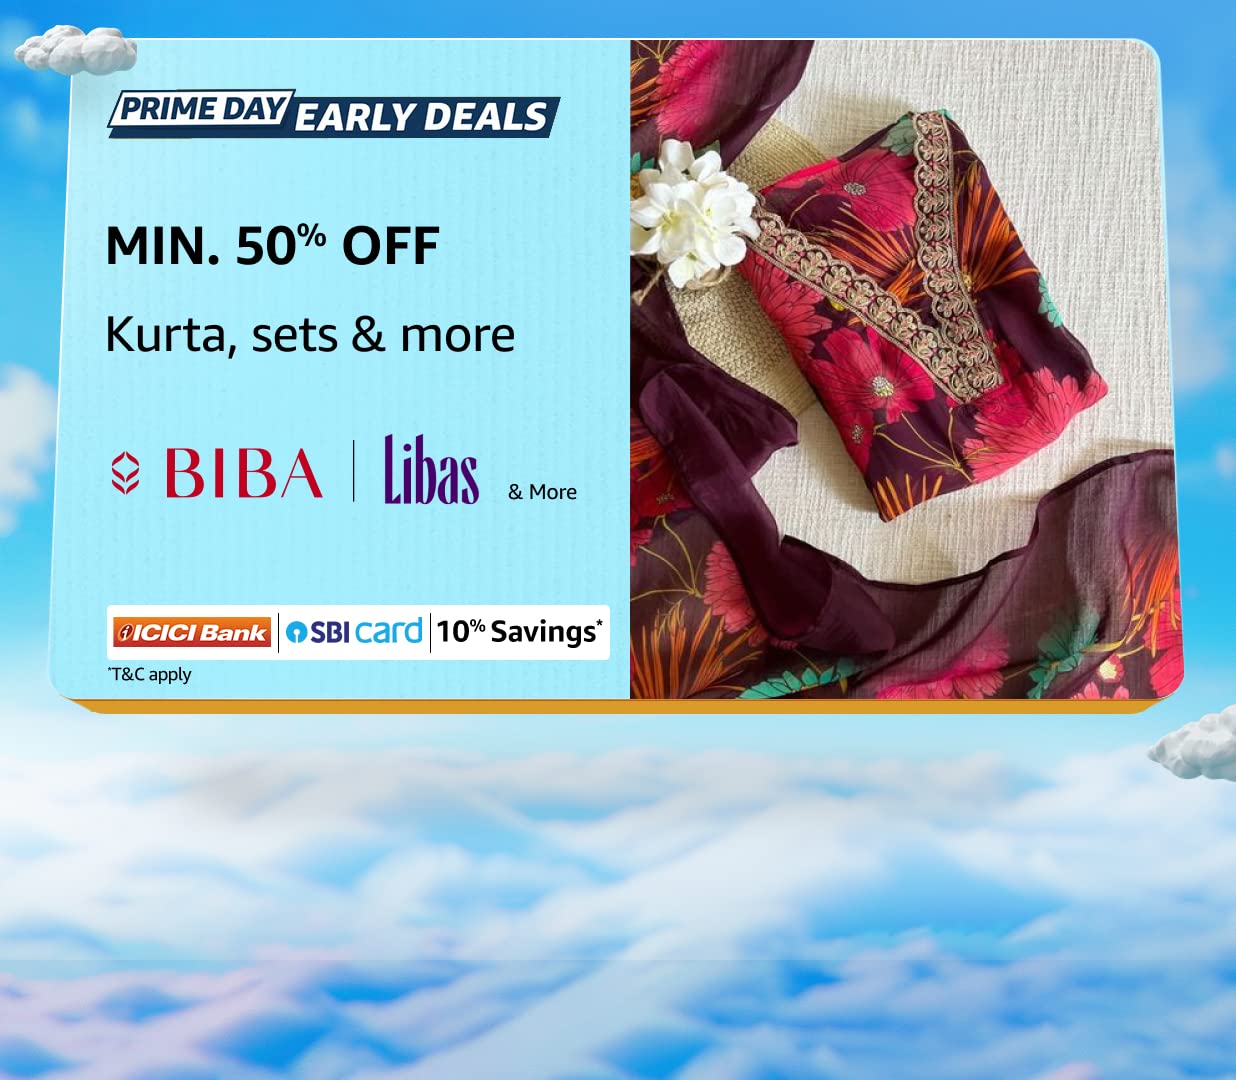 PRIME DAY EARLY DEALS
MIN. 50% OFF
Kurta, sets & more
BIBA | Libas & More
ICICI Bank | SBI card | 10% Savings*
*T&C apply